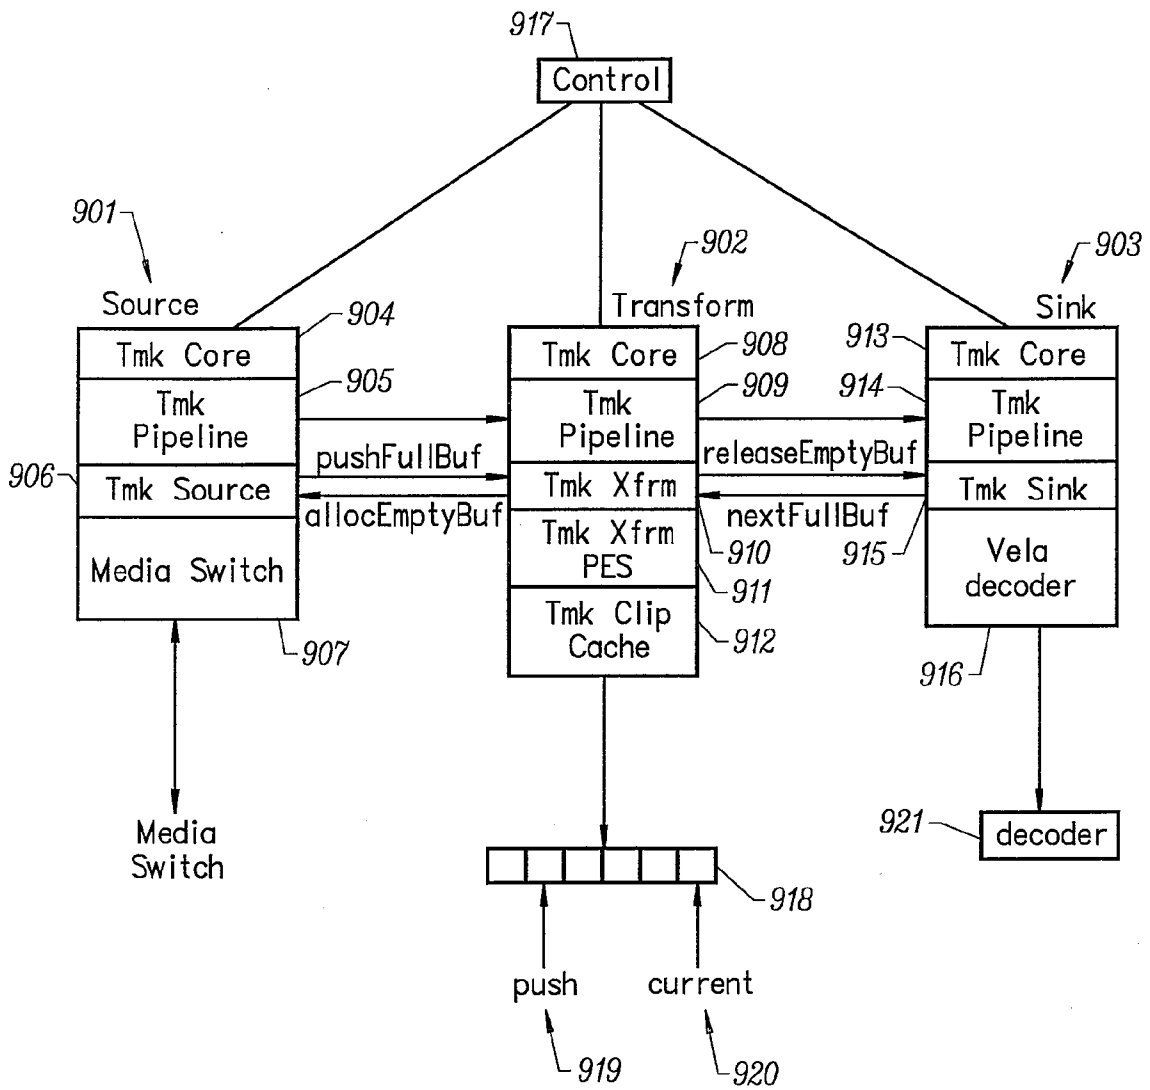 917
Control
901
902
903
Source
Transform
Sink
904
908
913
Tmk Core
Tmk Core
Tmk Core
905
909
914
Tmk
Pipeline
Tmk
Pipeline
Tmk
Pipeline
pushFullBuf
releaseEmptyBuf
906
Tmk Source
Tmk Xfrm
Tmk Sink
allocEmptyBuf
nextFullBuf
910
915
Media Switch
Tmk Xfrm
PES
911
Vela
decoder
907
Tmk Clip
Cache
912
916
Media
Switch
921
decoder
918
push
current
919
920